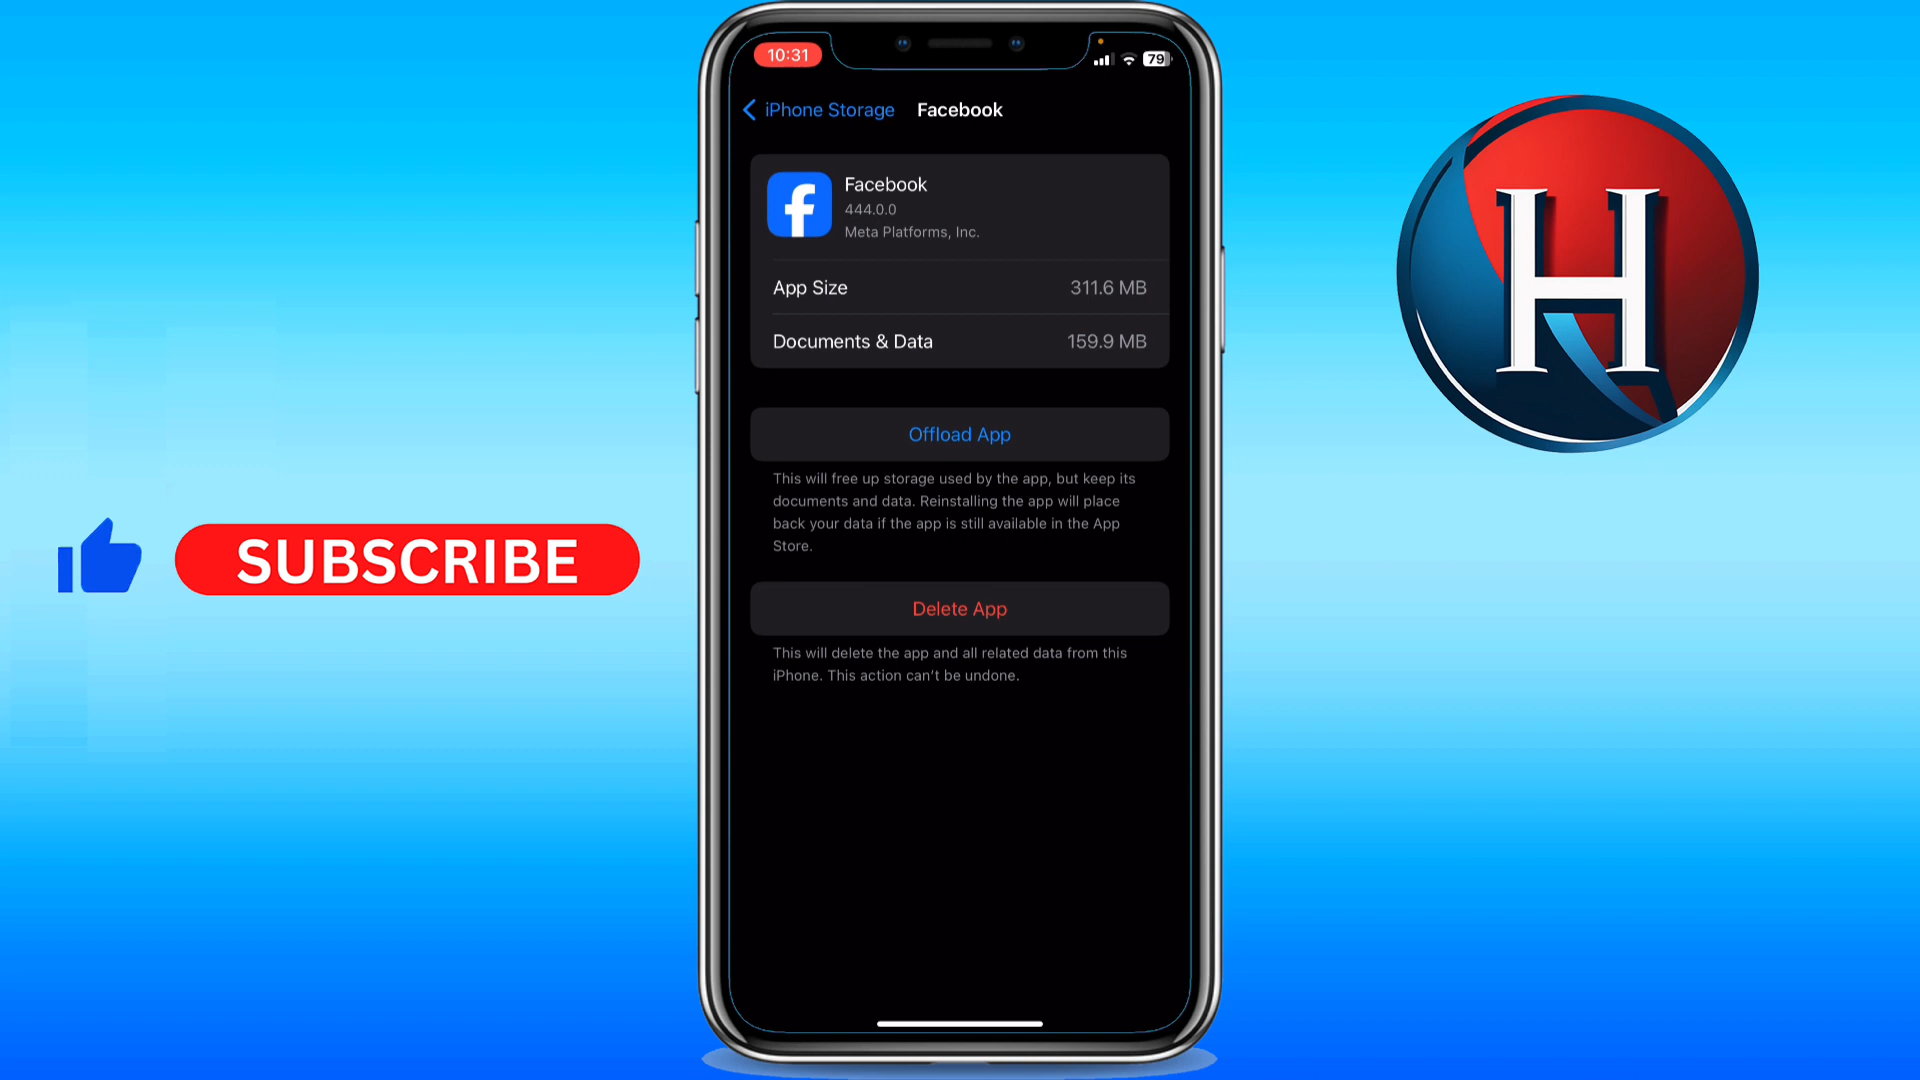 10:31
79
iPhone Storage
Facebook
Facebook
444.0.0
Meta Platforms, Inc.
App Size
311.6 MB
Documents & Data
159.9 MB
Offload App
This will free up storage used by the app, but keep its
documents and data. Reinstalling the app will place
back your data if the app is still available in the App
Store.
Delete App
This will delete the app and all related data from this
iPhone. This action can't be undone.
SUBSCRIBE
H